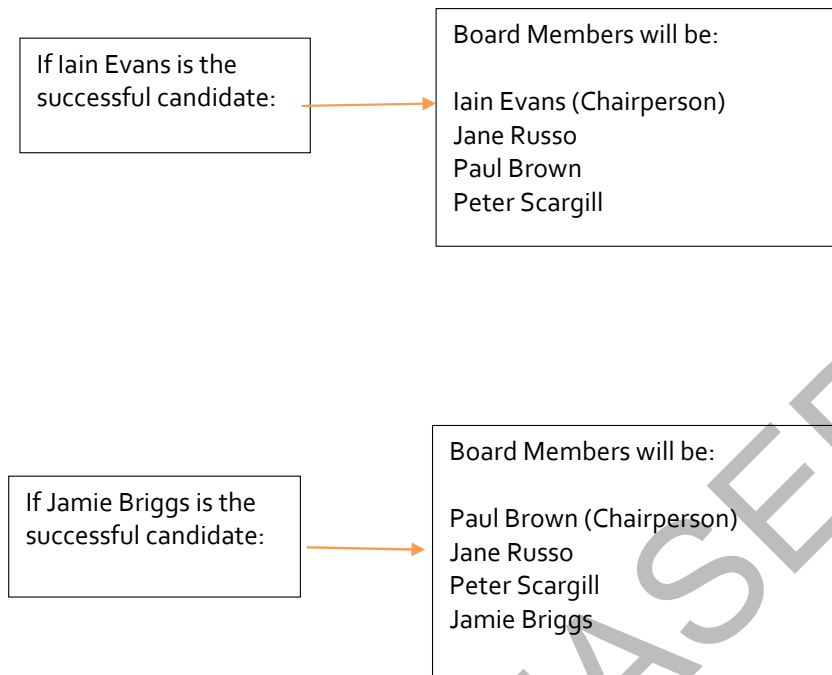 If Iain Evans is the
successful candidate:
Board Members will be:
Iain Evans (Chairperson)
Jane Russo
Paul Brown
Peter Scargill
If Jamie Briggs is the
successful candidate:
Board Members will be:
Paul Brown (Chairperson)
Jane Russo
Peter Scargill
Jamie Briggs